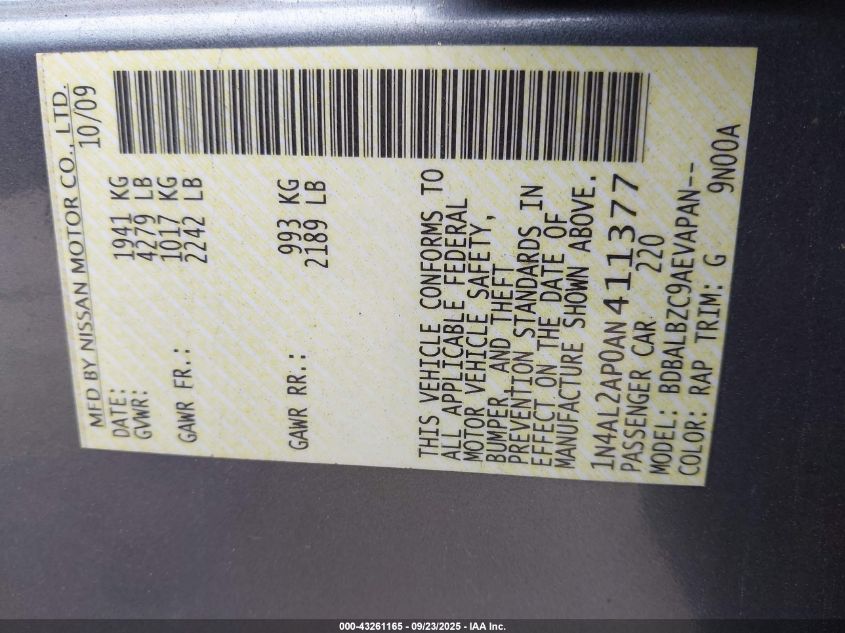 MFD BY NISSAN MOTOR CO., LTD.
DATE: 10/09
GVWR: 1941 KG
4279 LB
GAWR FR.: 1017 KG
2242 LB
GAWR RR.: 993 KG
2189 LB
THIS VEHICLE CONFORMS TO
ALL APPLICABLE FEDERAL
MOTOR VEHICLE SAFETY,
BUMPER, AND THEFT
PREVENTION STANDARDS IN
EFFECT ON THE DATE OF
MANUFACTURE SHOWN ABOVE.
1N4AL2AP0AN411377
PASSENGER CAR 220
MODEL: BDBALBZC9AEVAPAN--
COLOR: RAP TRIM: G 9N00A
000-43261165 - 09/23/2025 - IAA Inc.